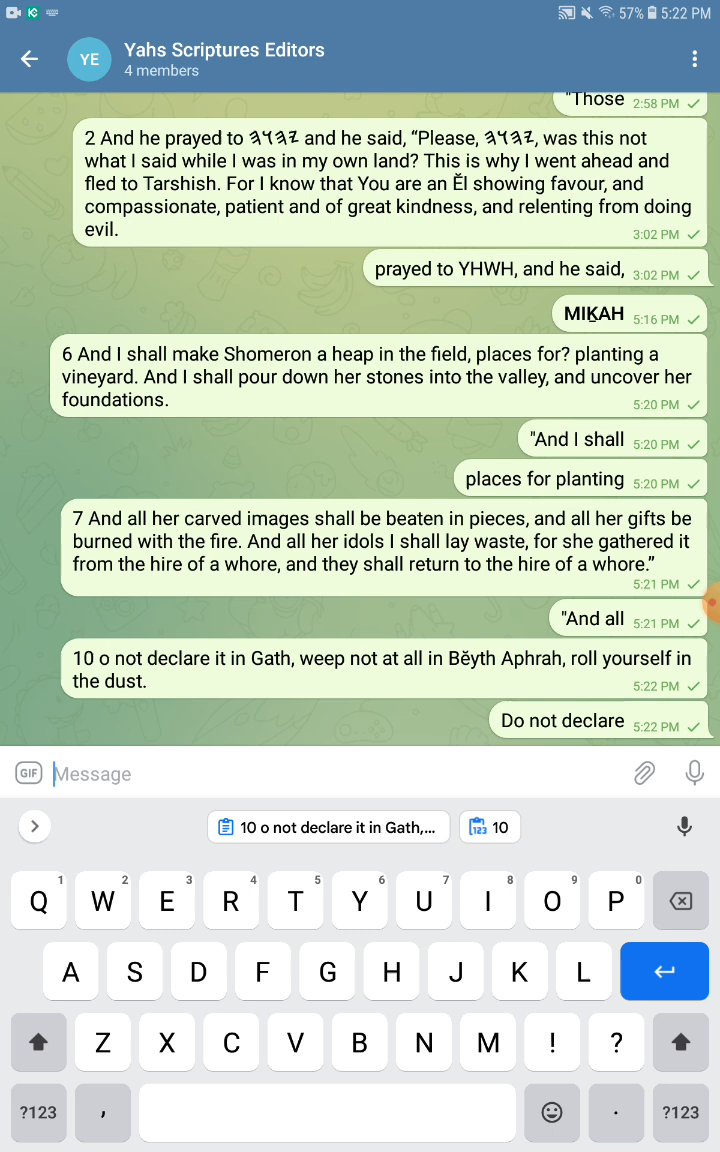 57% 5:22 PM
YE
Yahs Scriptures Editors
4 members
"Those 2:58 PM
2 And he prayed to 𐤉𐤄𐤅𐤄 and he said, “Please, 𐤉𐤄𐤅𐤄, was this not
what I said while I was in my own land? This is why I went ahead and
fled to Tarshish. For I know that You are an Ěl showing favour, and
compassionate, patient and of great kindness, and relenting from doing
evil.
3:02 PM
prayed to YHWH, and he said, 3:02 PM
MIḴAH 5:16 PM
6 And I shall make Shomeron a heap in the field, places for? planting a
vineyard. And I shall pour down her stones into the valley, and uncover her
foundations.
5:20 PM
"And I shall 5:20 PM
places for planting 5:20 PM
7 And all her carved images shall be beaten in pieces, and all her gifts be
burned with the fire. And all her idols I shall lay waste, for she gathered it
from the hire of a whore, and they shall return to the hire of a whore.”
5:21 PM
"And all 5:21 PM
10 o not declare it in Gath, weep not at all in Bĕyth Aphrah, roll yourself in
the dust.
5:22 PM
Do not declare 5:22 PM
GIF Message
10 o not declare it in Gath,... 123 10
Q 1 W 2 E 3 R 4 T 5 Y 6 U 7 I 8 O 9 P 0
A S D F G H J K L
Z X C V B N M ! ?
?123 , . ?123